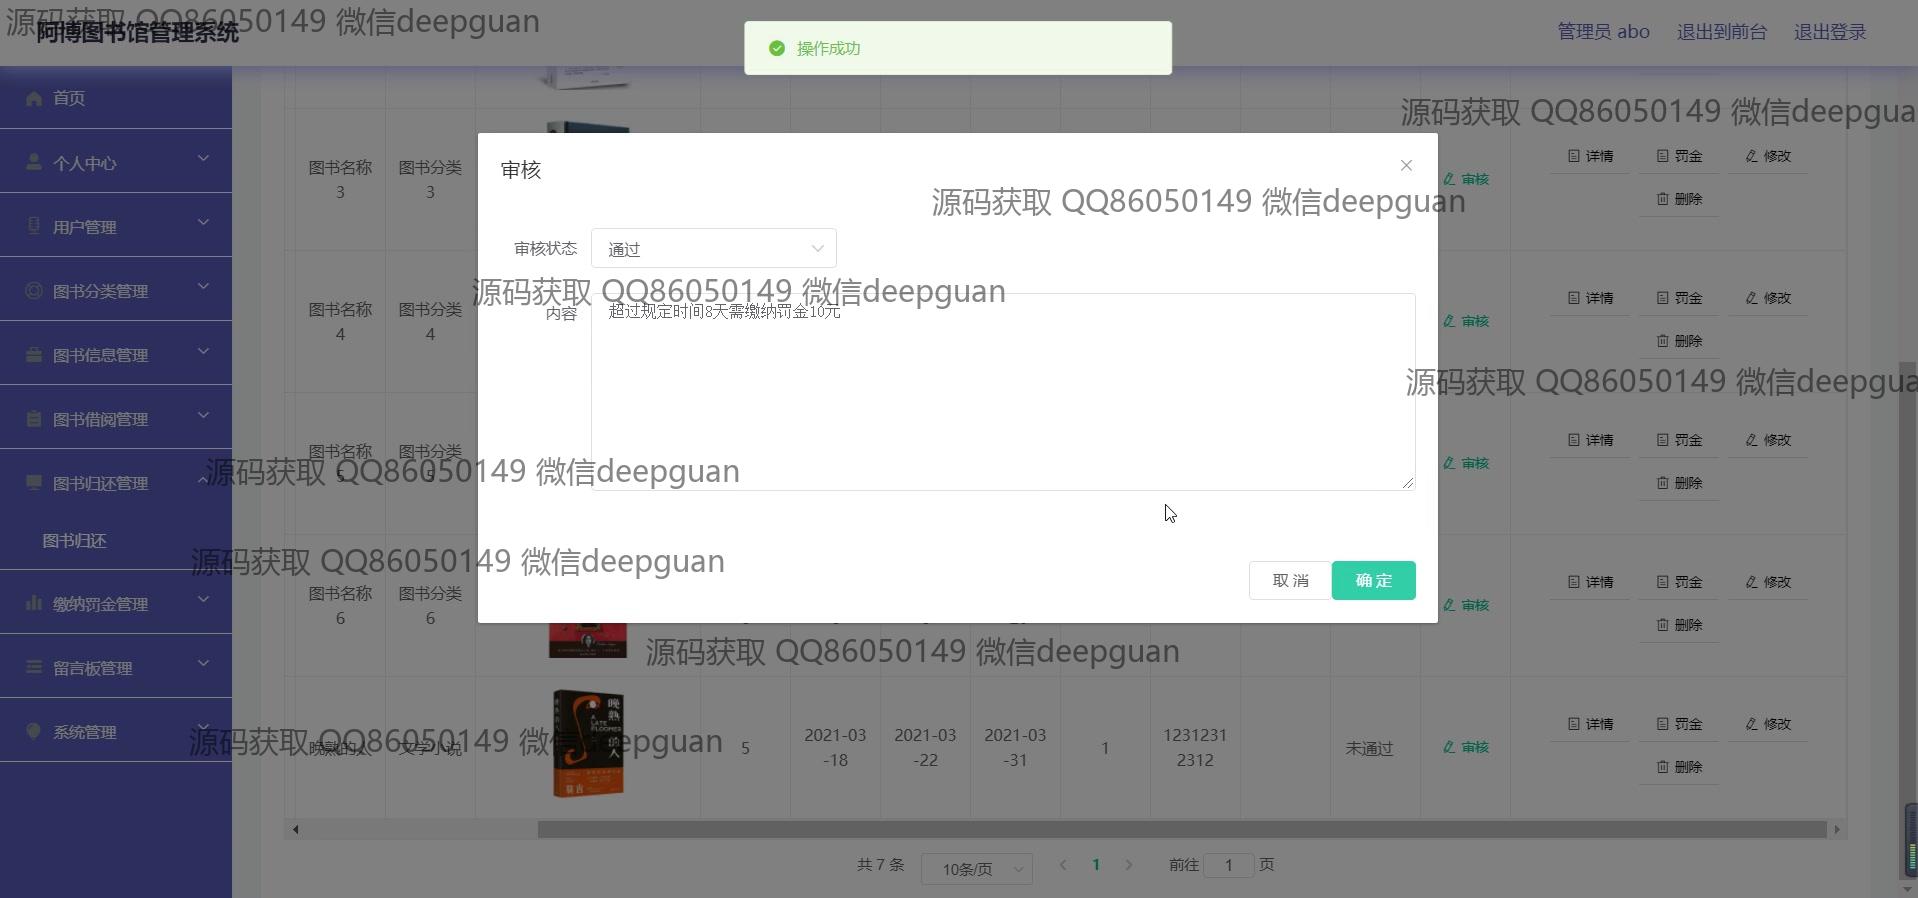 源码获取 QQ86050149 微信deepguan
阿博图书馆管理系统
操作成功
管理员 abo 退出到前台 退出登录
首页
个人中心
用户管理
图书分类管理
图书信息管理
图书借阅管理
图书归还管理
图书归还
缴纳罚金管理
留言板管理
系统管理
源码获取 QQ86050149 微信deepgua
图书名称
3
图书分类
3
审核
详情 罚金 修改
删除
审核
源码获取 QQ86050149 微信deepguan
审核状态 通过
源码获取 QQ86050149 微信deepguan
内容 超过规定时间8天需缴纳罚金10元
图书名称
4
图书分类
4
审核
详情 罚金 修改
删除
源码获取 QQ86050149 微信deepgua
图书名称
5
图书分类
5
审核
详情 罚金 修改
删除
源码获取 QQ86050149 微信deepguan
源码获取 QQ86050149 微信deepguan
取消 确定
图书名称
6
图书分类
6
审核
详情 罚金 修改
删除
源码获取 QQ86050149 微信deepguan
源码获取 QQ86050149 微信deepguan
晚熟的人
文学小说
晚熟的人
A LATE BLOOMER
莫言
5
2021-03
-18
2021-03
-22
2021-03
-31
1
1231231
2312
未通过
审核
详情 罚金 修改
删除
共 7 条 10条/页 1 前往 1 页